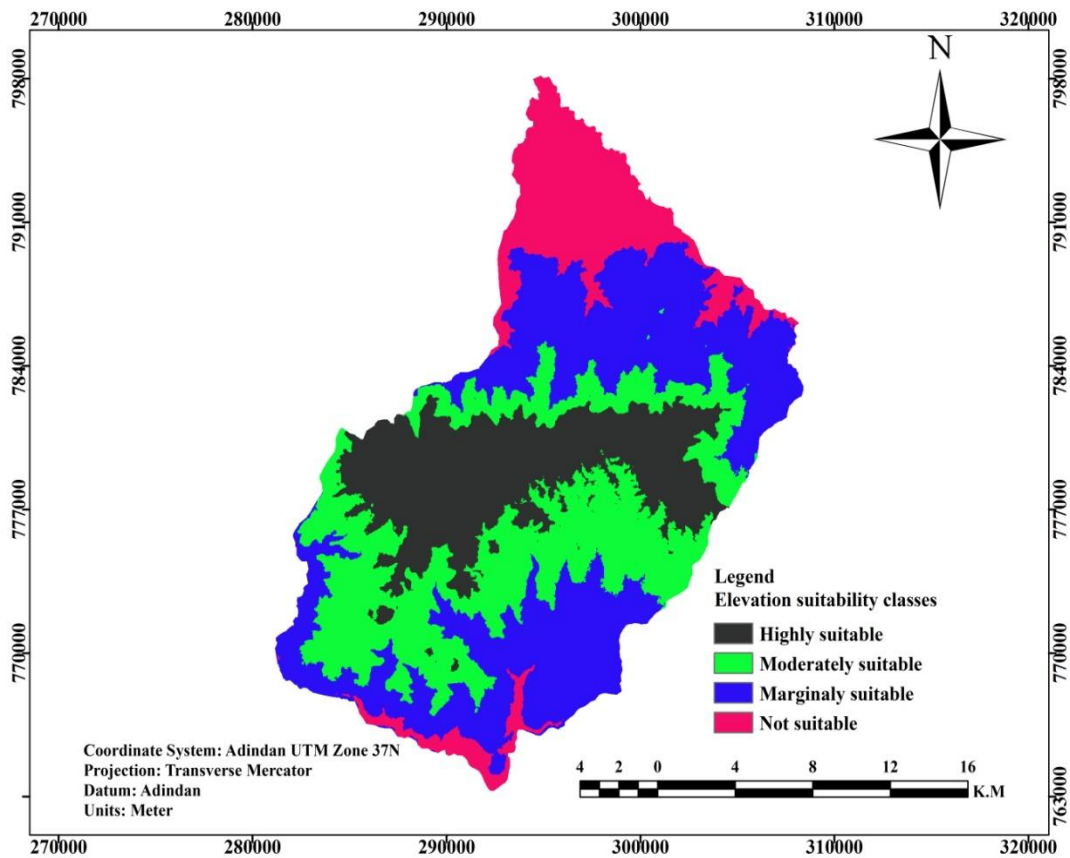 270000 280000 290000 300000 310000 320000
N
798000 798000
791000 791000
784000 784000
777000 777000
Legend
Elevation suitability classes
Highly suitable
770000 Moderately suitable 770000
Marginaly suitable
Not suitable
Coordinate System: Adindan UTM Zone 37N
Projection: Transverse Mercator
Datum: Adindan
Units: Meter
4 2 0 4 8 12 16
K.M
763000
270000 280000 290000 300000 310000 320000